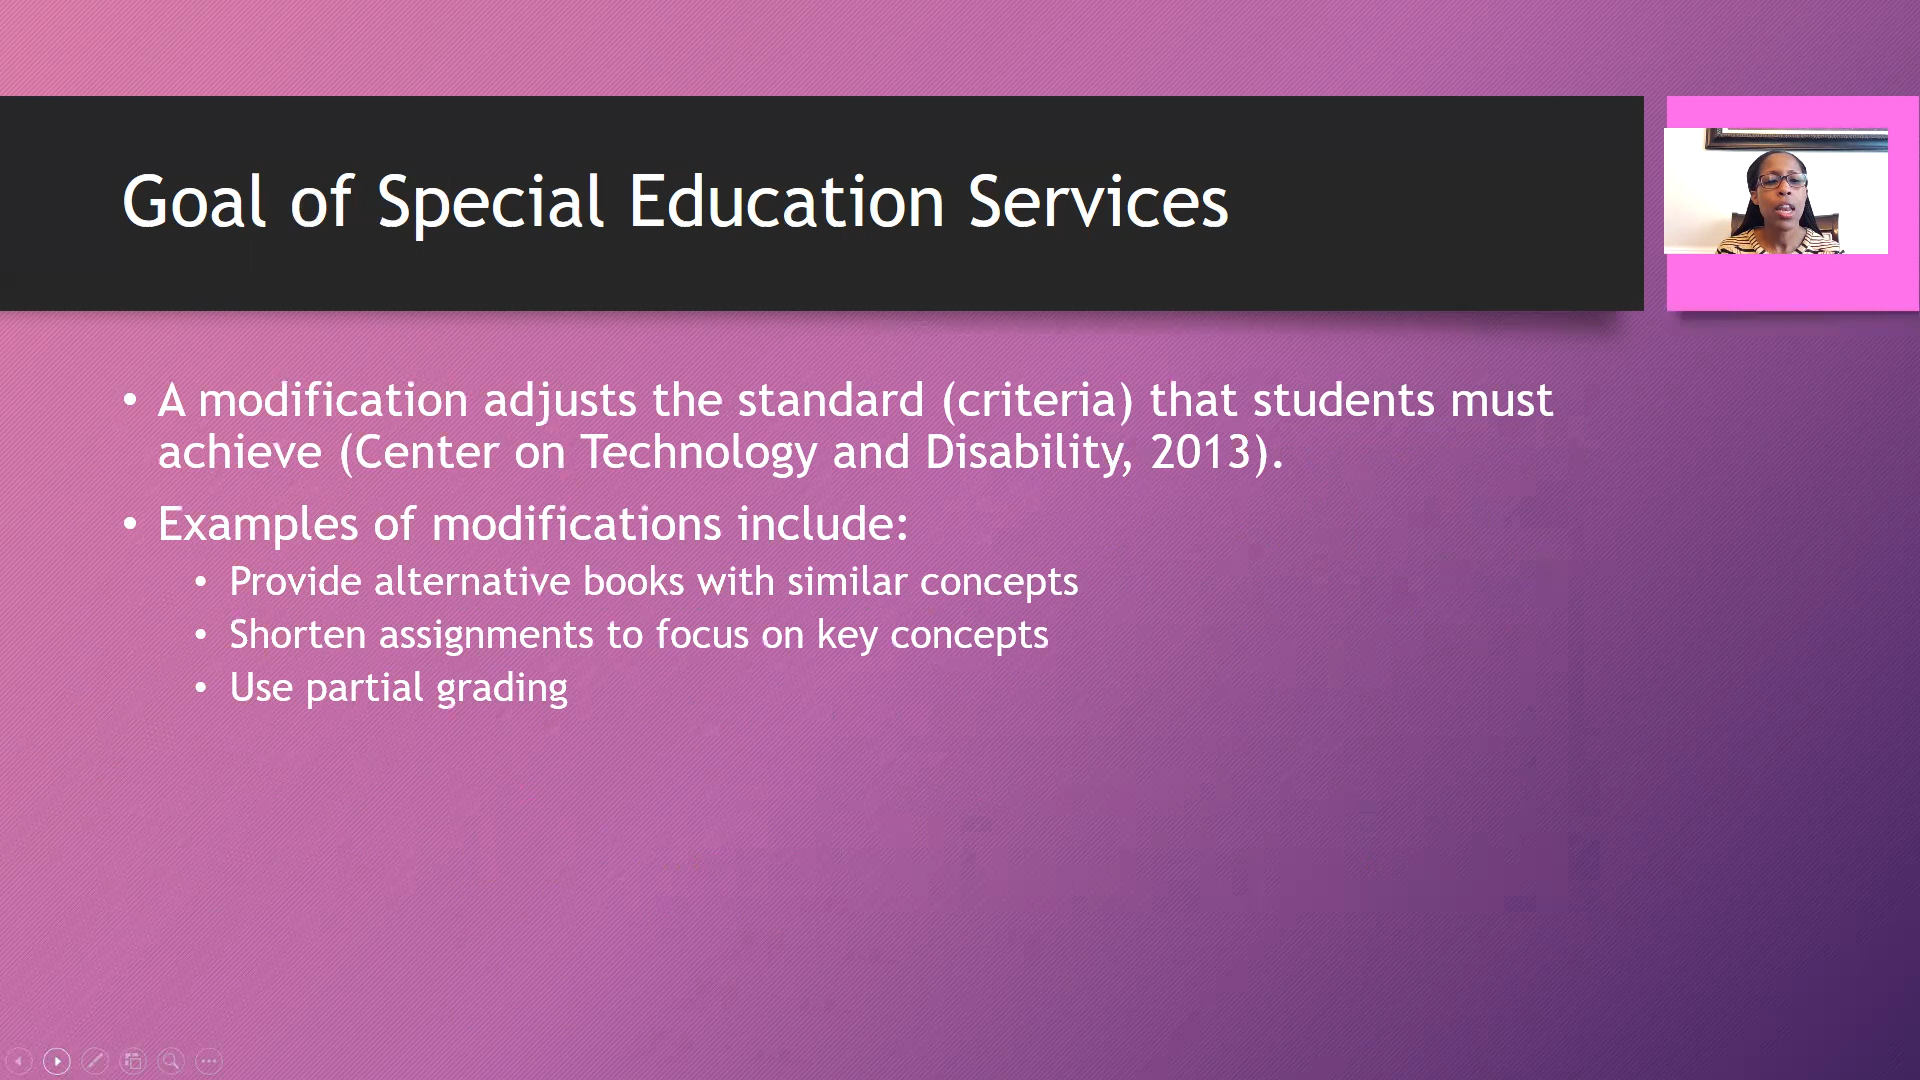 Goal of Special Education Services
• A modification adjusts the standard (criteria) that students must
achieve (Center on Technology and Disability, 2013).
• Examples of modifications include:
• Provide alternative books with similar concepts
• Shorten assignments to focus on key concepts
• Use partial grading